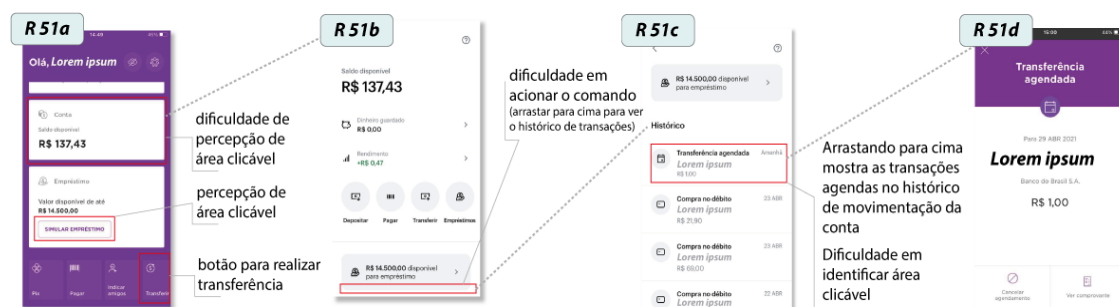 R 51a
14:49
Olá, Lorem ipsum
Conta
Saldo disponível
R$ 137,43
Empréstimo
Valor disponível de até
R$ 14.500,00
SIMULAR EMPRÉSTIMO
Pix
Pagar
Indicar
amigos
Transferir
dificuldade de
percepção de
área clicável
percepção de
área clicável
botão para realizar
transferência
R 51b
Saldo disponível
R$ 137,43
Dinheiro guardado
R$ 0,00
Rendimento
+R$ 0,47
Depositar
Pagar
Transferir
Empréstimos
R$ 14.500,00 disponível
para empréstimo
dificuldade em
acionar o comando
(arrastar para cima para ver
o histórico de transações)
R 51c
R$ 14.500,00 disponível
para empréstimo
Histórico
Transferência agendada
Amanhã
Lorem ipsum
R$ 1,00
Compra no débito
23 ABR
Lorem ipsum
R$ 21,90
Compra no débito
23 ABR
Lorem ipsum
R$ 69,00
Compra no débito
22 ABR
Lorem ipsum
Arrastando para cima
mostra as transações
agendas no histórico
de movimentação da
conta
Dificuldade em
identificar área
clicável
R 51d
15:00
Transferência
agendada
Para 29 ABR 2021
Lorem ipsum
Banco do Brasil S.A.
R$ 1,00
Cancelar
agendamento
Ver comprovante